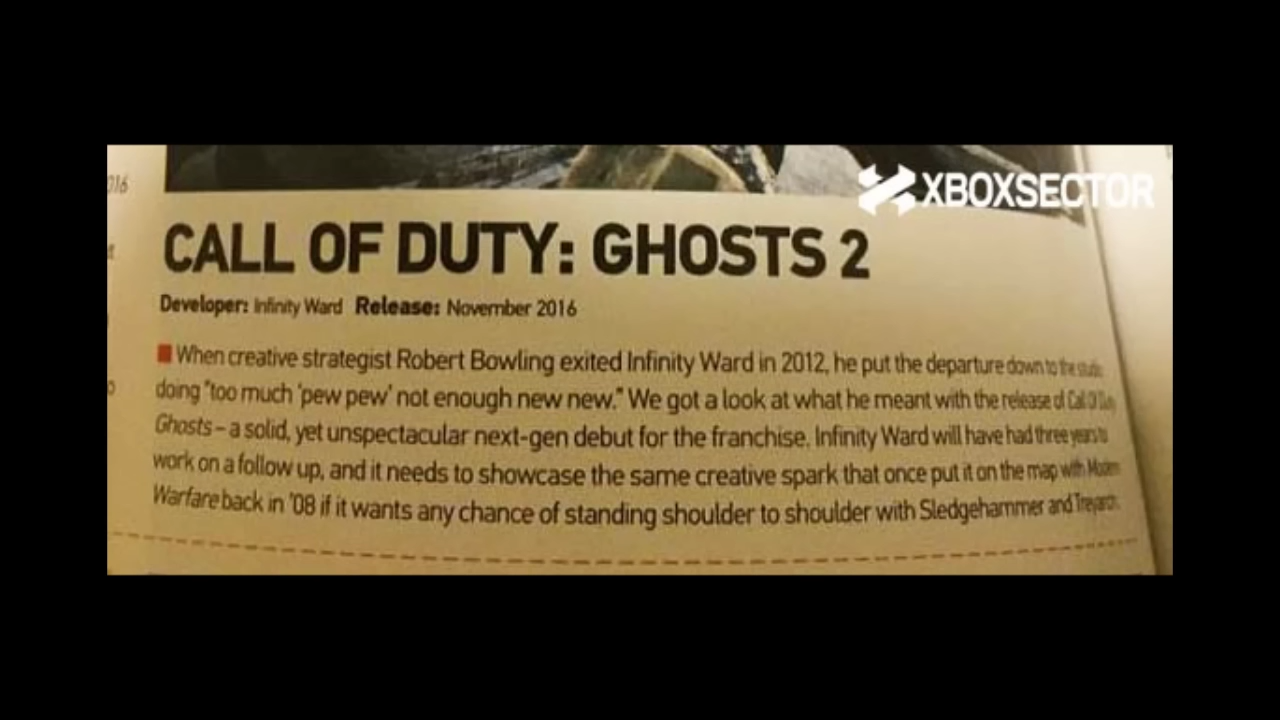 016
XBOXSECTOR
CALL OF DUTY: GHOSTS 2
Developer: Infinity Ward Release: November 2016
When creative strategist Robert Bowling exited Infinity Ward in 2012, he put the departure down to the studio
doing "too much 'pew pew' not enough new new." We got a look at what he meant with the release of Call Of Duty
Ghosts – a solid, yet unspectacular next-gen debut for the franchise. Infinity Ward will have had three years to
work on a follow up, and it needs to showcase the same creative spark that once put it on the map with Modern
Warfare back in '08 if it wants any chance of standing shoulder to shoulder with Sledgehammer and Treyarch.